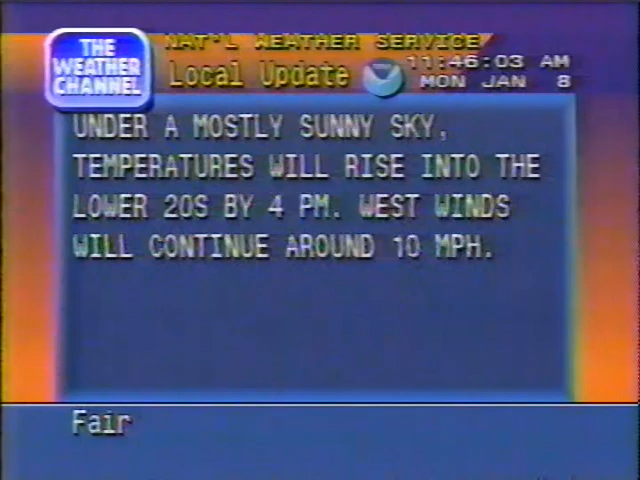 THE
WEATHER
CHANNEL
NAT'L WEATHER SERVICE
Local Update
11:46:03 AM
MON JAN 8
UNDER A MOSTLY SUNNY SKY,
TEMPERATURES WILL RISE INTO THE
LOWER 20S BY 4 PM. WEST WINDS
WILL CONTINUE AROUND 10 MPH.
Fair